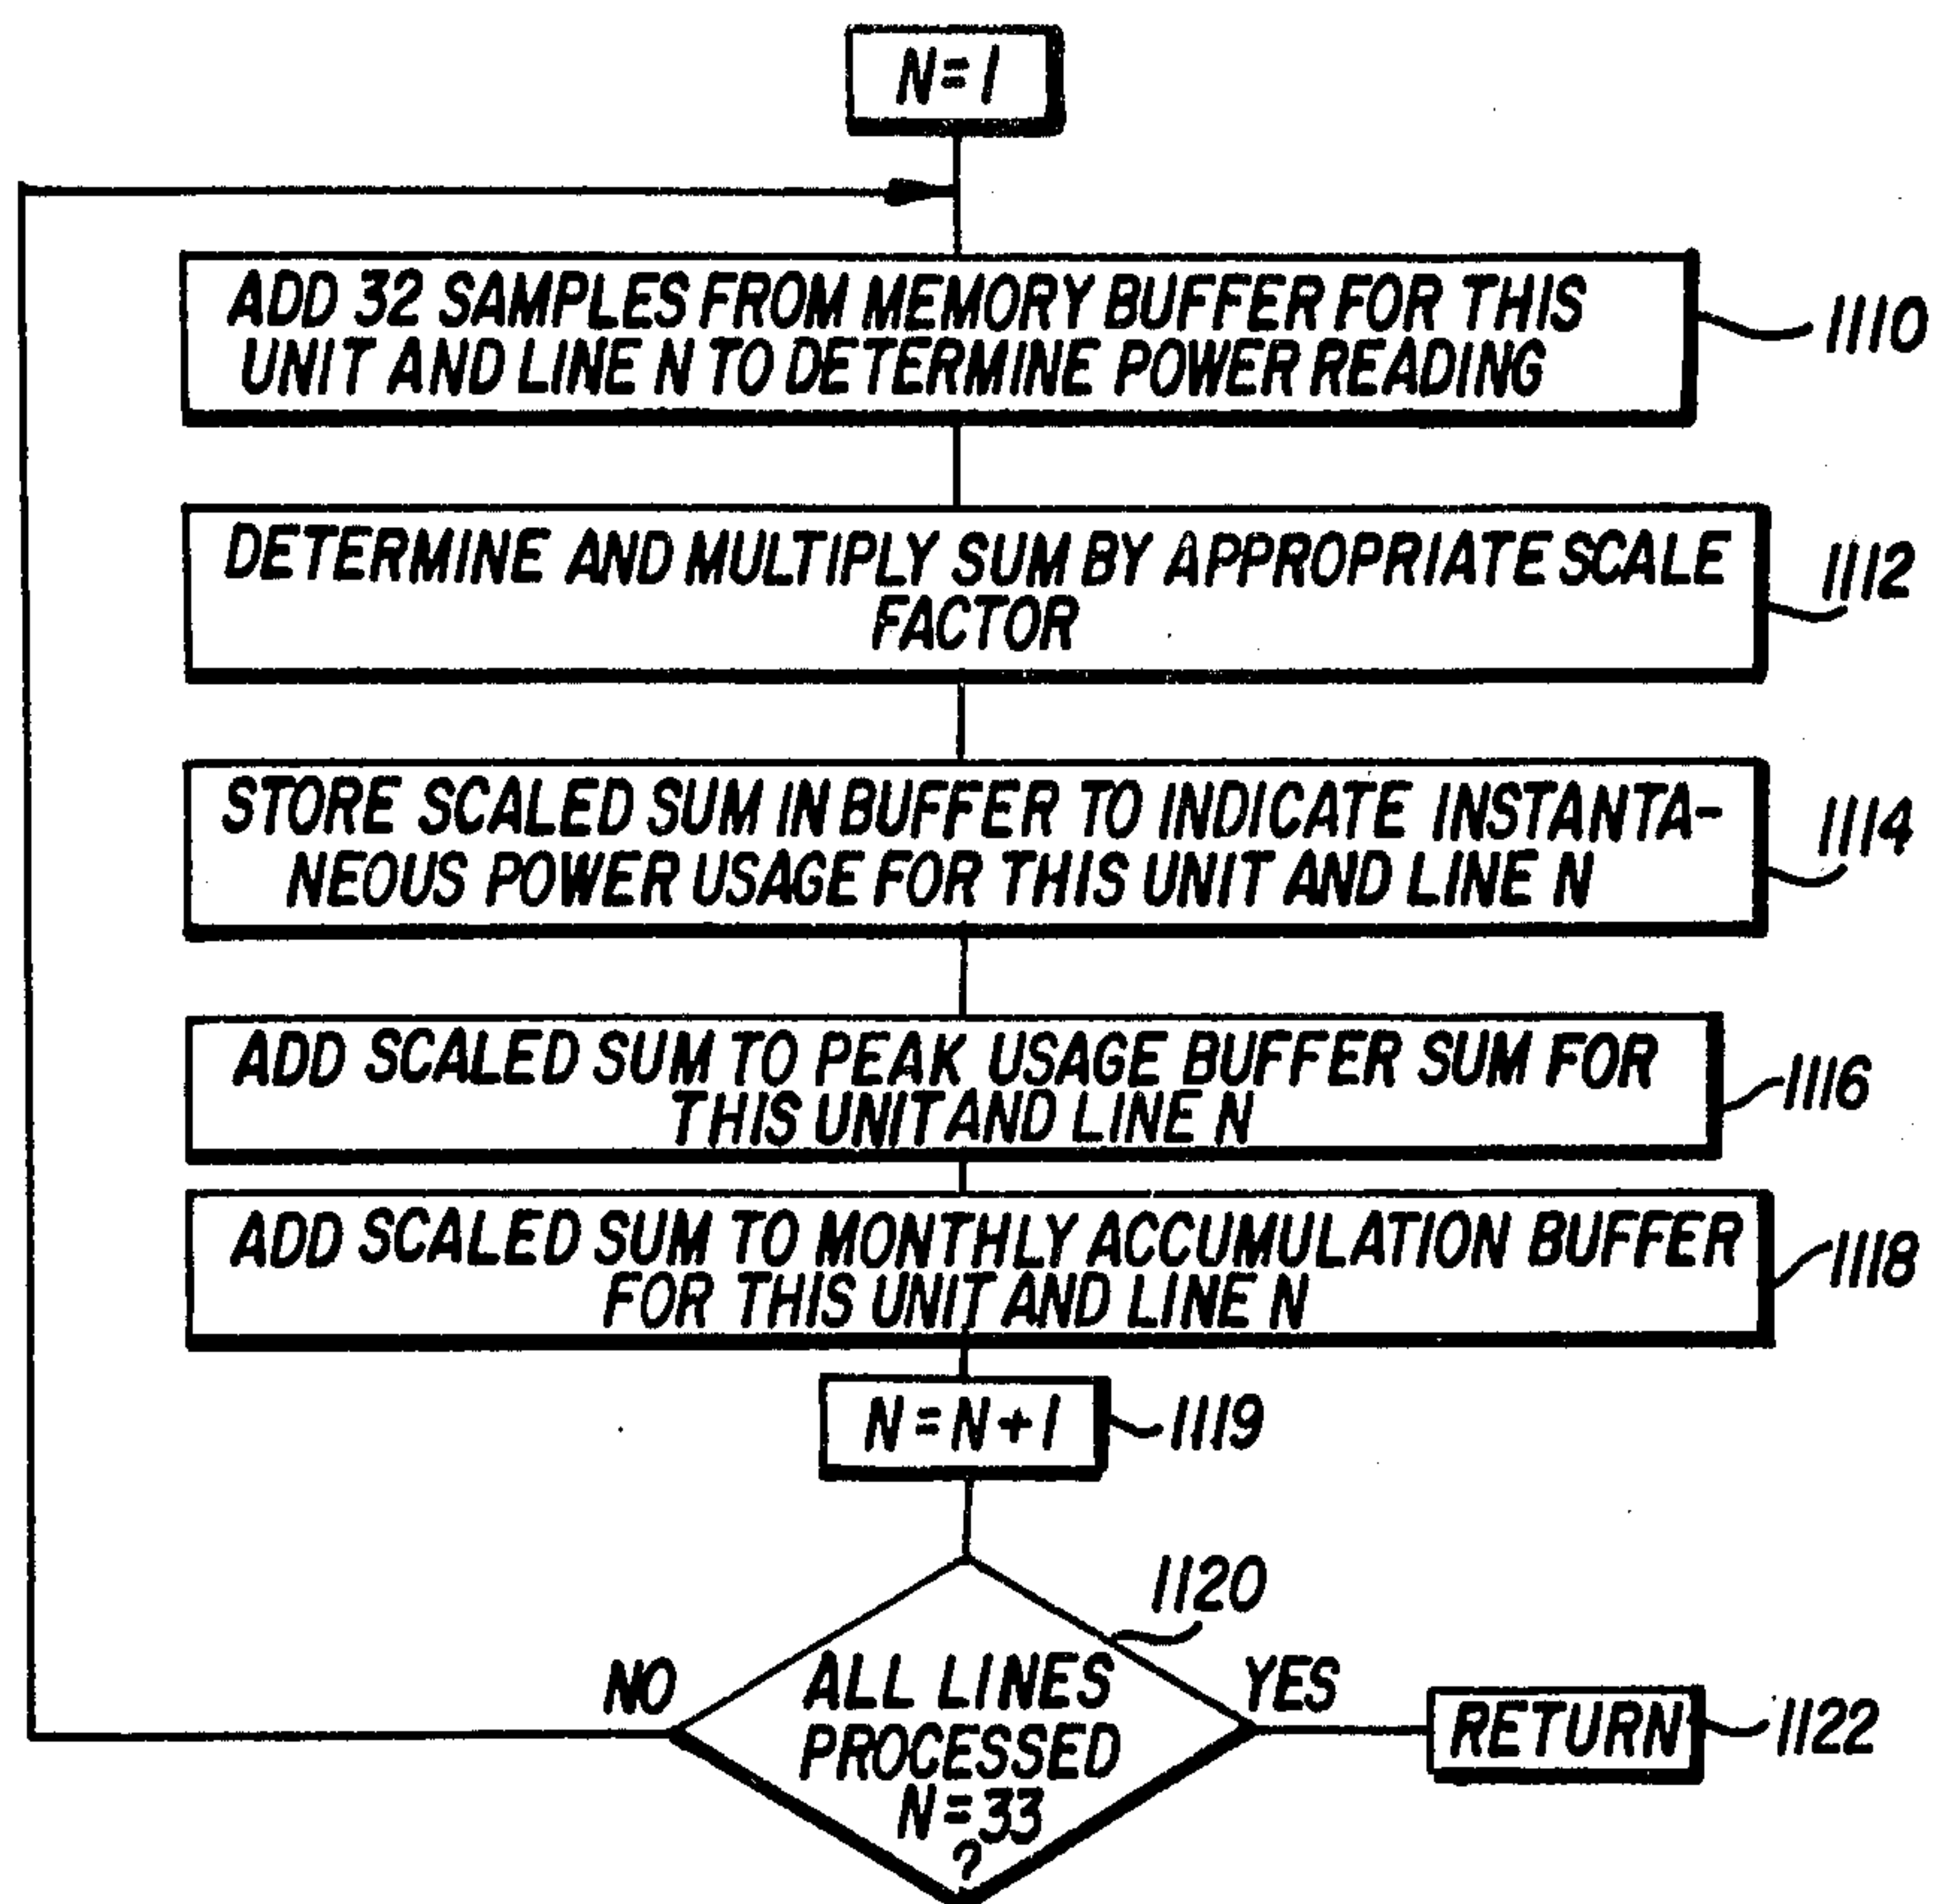 N=1
ADD 32 SAMPLES FROM MEMORY BUFFER FOR THIS
UNIT AND LINE N TO DETERMINE POWER READING
1110
DETERMINE AND MULTIPLY SUM BY APPROPRIATE SCALE
FACTOR
1112
STORE SCALED SUM IN BUFFER TO INDICATE INSTANTA-
NEOUS POWER USAGE FOR THIS UNIT AND LINE N
1114
ADD SCALED SUM TO PEAK USAGE BUFFER SUM FOR
THIS UNIT AND LINE N
1116
ADD SCALED SUM TO MONTHLY ACCUMULATION BUFFER
FOR THIS UNIT AND LINE N
1118
N=N+1
1119
1120
NO
ALL LINES
PROCESSED
N=33
?
YES
RETURN
1122